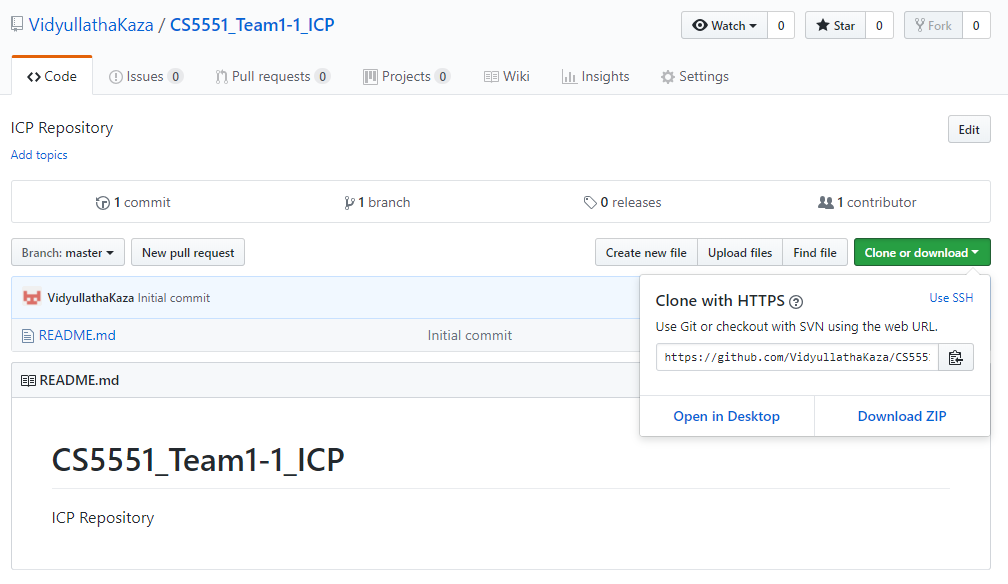 VidyullathaKaza / CS5551_Team1-1_ICP
Watch 0 Star 0 Fork 0
Code Issues 0 Pull requests 0 Projects 0 Wiki Insights Settings
ICP Repository Edit
Add topics
1 commit 1 branch 0 releases 1 contributor
Branch: master New pull request Create new file Upload files Find file Clone or download
VidyullathaKaza Initial commit
README.md Initial commit
Clone with HTTPS ? Use SSH
Use Git or checkout with SVN using the web URL.
https://github.com/VidyullathaKaza/CS555
Open in Desktop Download ZIP
README.md
CS5551_Team1-1_ICP
ICP Repository